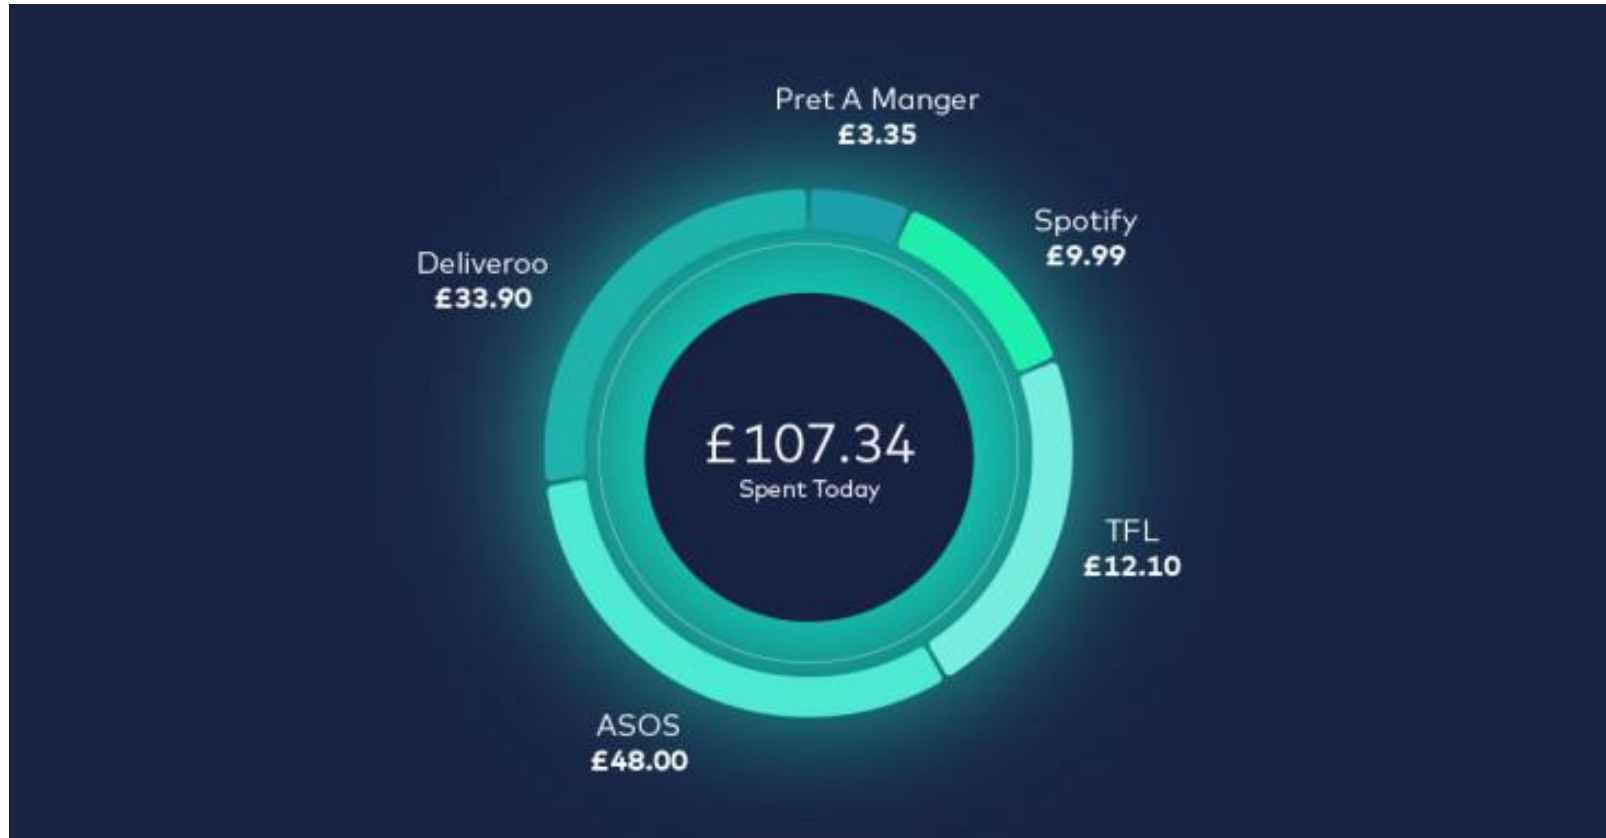 Pret A Manger
£3.35
Spotify
£9.99
Deliveroo
£33.90
£107.34
Spent Today
TFL
£12.10
ASOS
£48.00